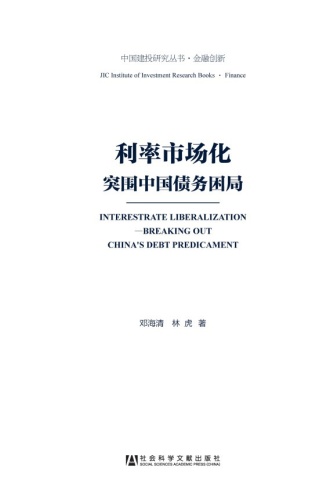 中国建投研究丛书·金融创新
JIC Institute of Investment Research Books · Finance
利率市场化
突围中国债务困局
INTERESTRATE LIBERALIZATION
—BREAKING OUT
CHINA'S DEBT PREDICAMENT
邓海清 林虎 著
社会科学文献出版社
SOCIAL SCIENCES ACADEMIC PRESS (CHINA)